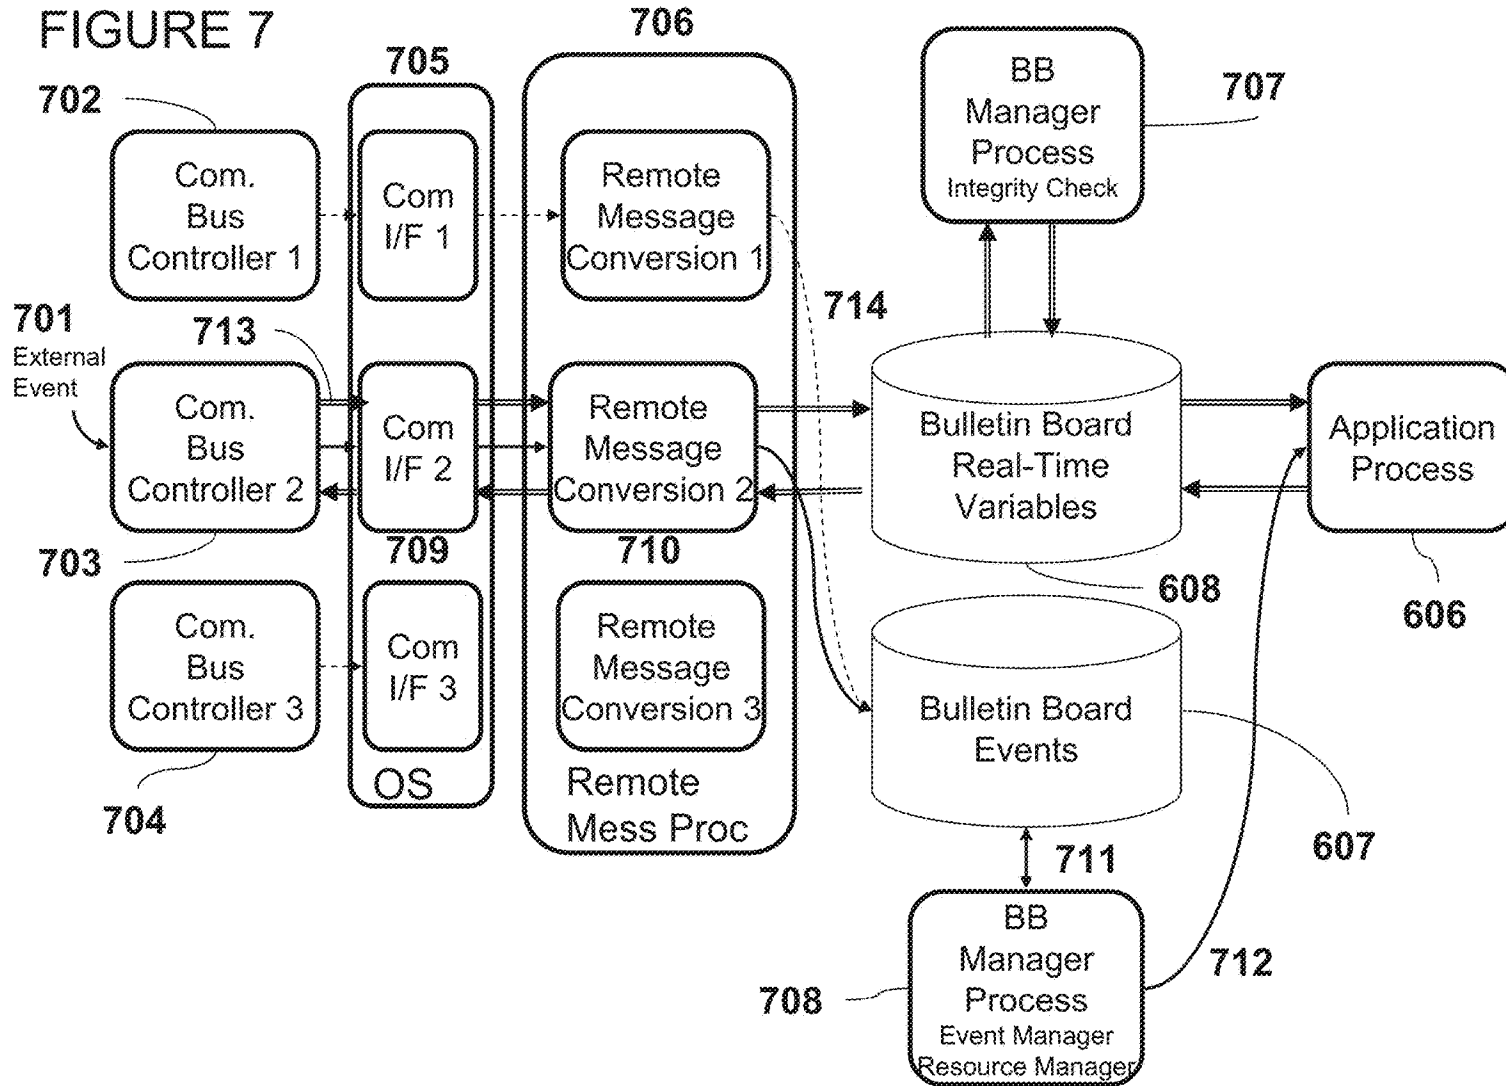 FIGURE 7
706
705
702
707
BB
Manager
Process
Integrity Check
Com.
Bus
Controller 1
Com
I/F 1
Remote
Message
Conversion 1
701
External
Event
713
714
Com.
Bus
Controller 2
Com
I/F 2
Remote
Message
Conversion 2
Bulletin Board
Real-Time
Variables
Application
Process
703
709
710
608
606
Com.
Bus
Controller 3
Com
I/F 3
Remote
Message
Conversion 3
Bulletin Board
Events
OS
Remote
Mess Proc
704
607
711
BB
Manager
Process
Event Manager
Resource Manager
708
712